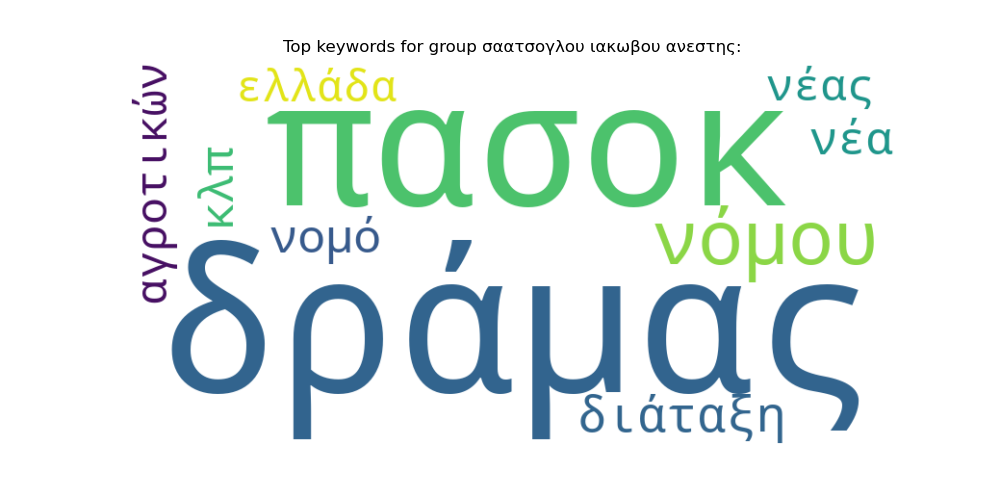 Top keywords for group σαατσογλου ιακωβου ανεστης:
ελλάδα
νέας
πασοκ
νέα
αγροτικών
κλπ
νομό
νόμου
δράμας
διάταξη